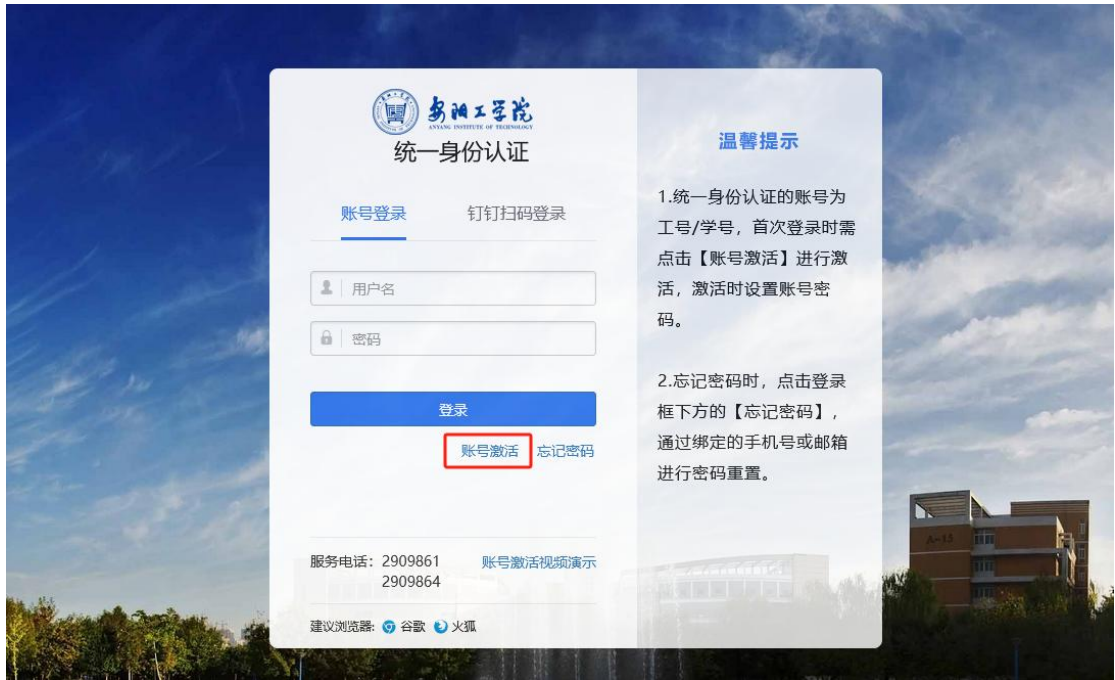 安阳工学院
ANYANG INSTITUTE OF TECHNOLOGY
统一身份认证
账号登录
钉钉扫码登录
用户名
密码
登录
账号激活
忘记密码
服务电话：2909861
2909864
账号激活视频演示
建议浏览器: 谷歌 火狐
温馨提示
1.统一身份认证的账号为
工号/学号，首次登录时需
点击【账号激活】进行激
活，激活时设置账号密
码。
2.忘记密码时，点击登录
框下方的【忘记密码】，
通过绑定的手机号或邮箱
进行密码重置。
A-13